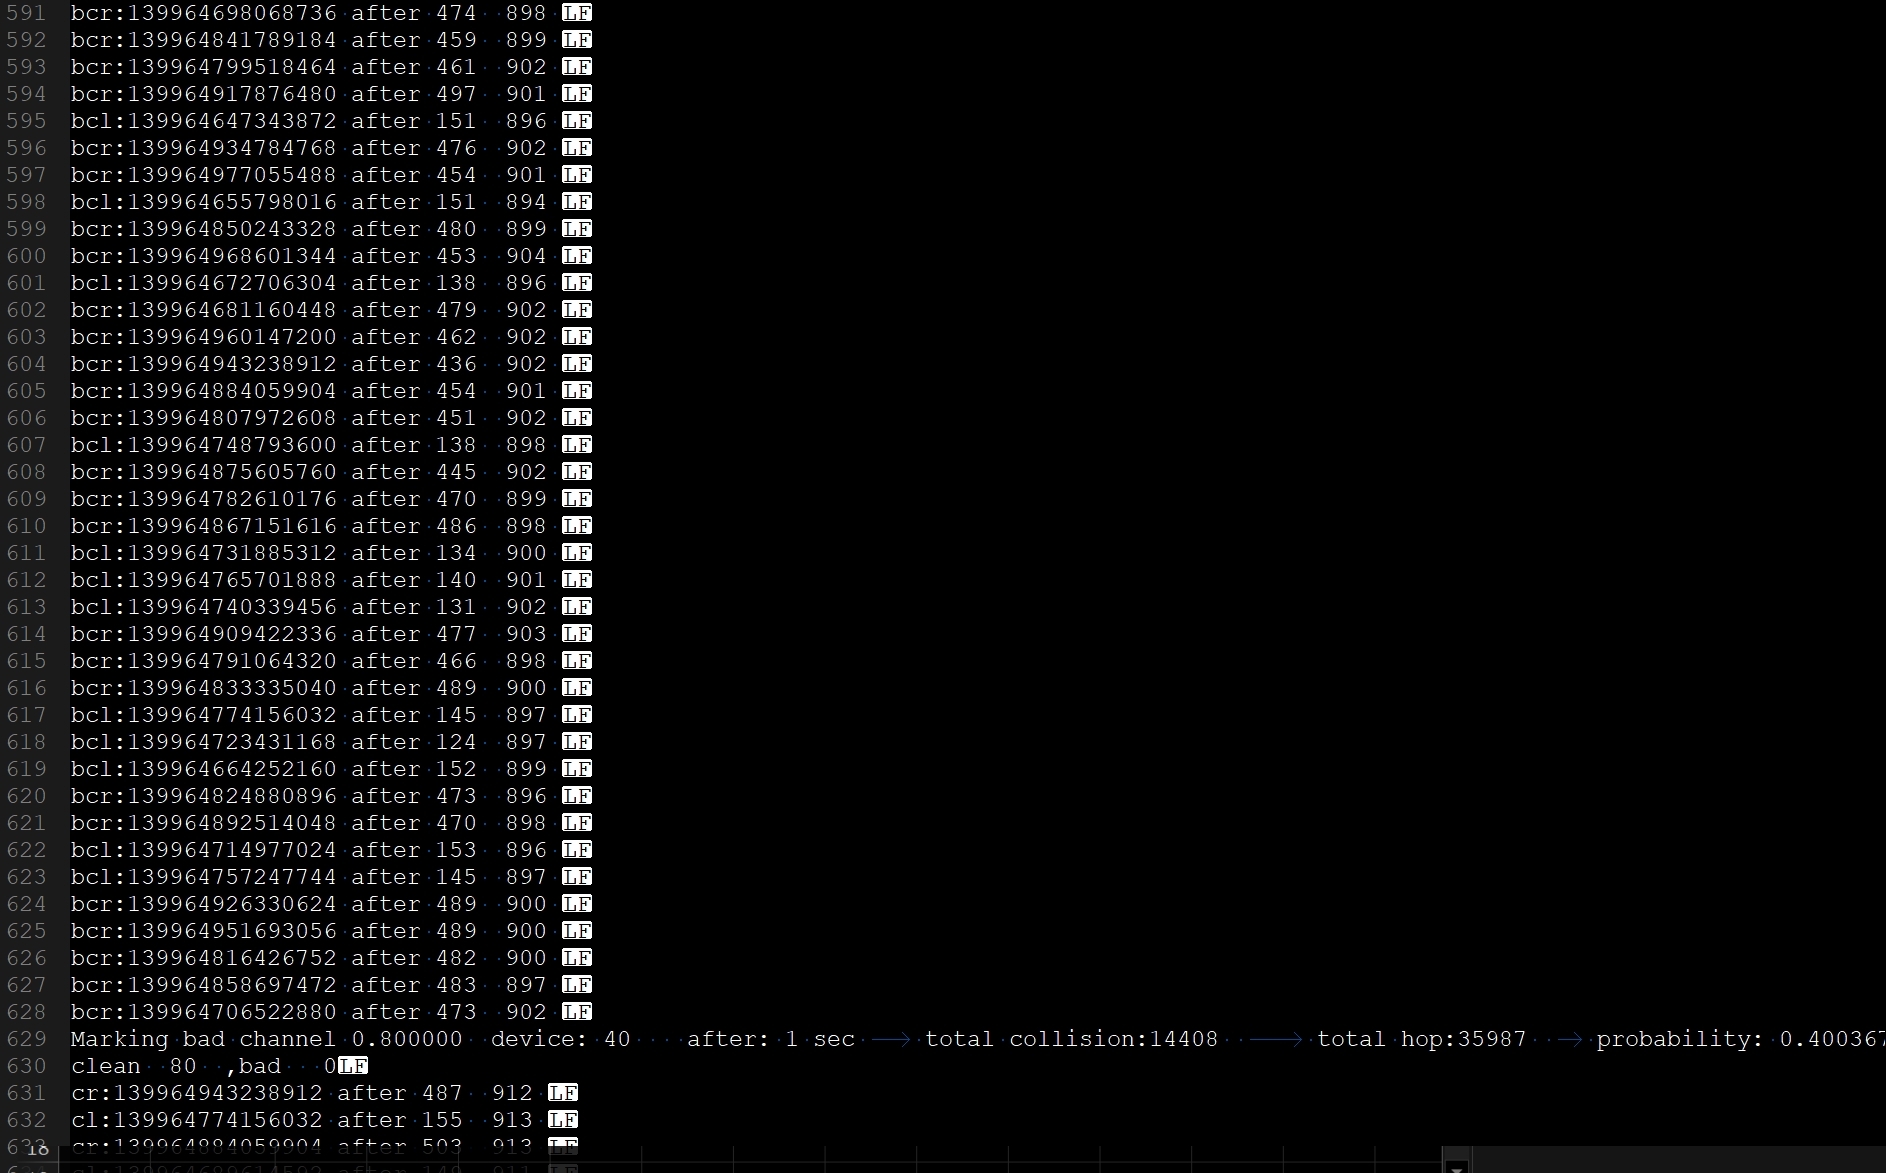 591 bcr:139964698068736 after 474  898 LF
592 bcr:139964841789184 after 459  899 LF
593 bcr:139964799518464 after 461  902 LF
594 bcr:139964917876480 after 497  901 LF
595 bcl:139964647343872 after 151  896 LF
596 bcr:139964934784768 after 476  902 LF
597 bcr:139964977055488 after 454  901 LF
598 bcl:139964655798016 after 151  894 LF
599 bcr:139964850243328 after 480  899 LF
600 bcr:139964968601344 after 453  904 LF
601 bcl:139964672706304 after 138  896 LF
602 bcr:139964681160448 after 479  902 LF
603 bcr:139964960147200 after 462  902 LF
604 bcr:139964943238912 after 436  902 LF
605 bcr:139964884059904 after 454  901 LF
606 bcr:139964807972608 after 451  902 LF
607 bcl:139964748793600 after 138  898 LF
608 bcr:139964875605760 after 445  902 LF
609 bcr:139964782610176 after 470  899 LF
610 bcr:139964867151616 after 486  898 LF
611 bcl:139964731885312 after 134  900 LF
612 bcl:139964765701888 after 140  901 LF
613 bcl:139964740339456 after 131  902 LF
614 bcr:139964909422336 after 477  903 LF
615 bcr:139964791064320 after 466  898 LF
616 bcr:139964833335040 after 489  900 LF
617 bcl:139964774156032 after 145  897 LF
618 bcl:139964723431168 after 124  897 LF
619 bcl:139964664252160 after 152  899 LF
620 bcr:139964824880896 after 473  896 LF
621 bcr:139964892514048 after 470  898 LF
622 bcl:139964714977024 after 153  896 LF
623 bcl:139964757247744 after 145  897 LF
624 bcr:139964926330624 after 489  900 LF
625 bcr:139964951693056 after 489  900 LF
626 bcr:139964816426752 after 482  900 LF
627 bcr:139964858697472 after 483  897 LF
628 bcr:139964706522880 after 473  902 LF
629 Marking bad channel 0.800000  device: 40    after: 1 sec → total collision:14408 → total hop:35987 → probability: 0.400367
630 clean  80  ,bad   0LF
631 cr:139964943238912 after 487  912 LF
632 cl:139964774156032 after 155  913 LF
633 cr:139964884059904 after 503  913 LF
18